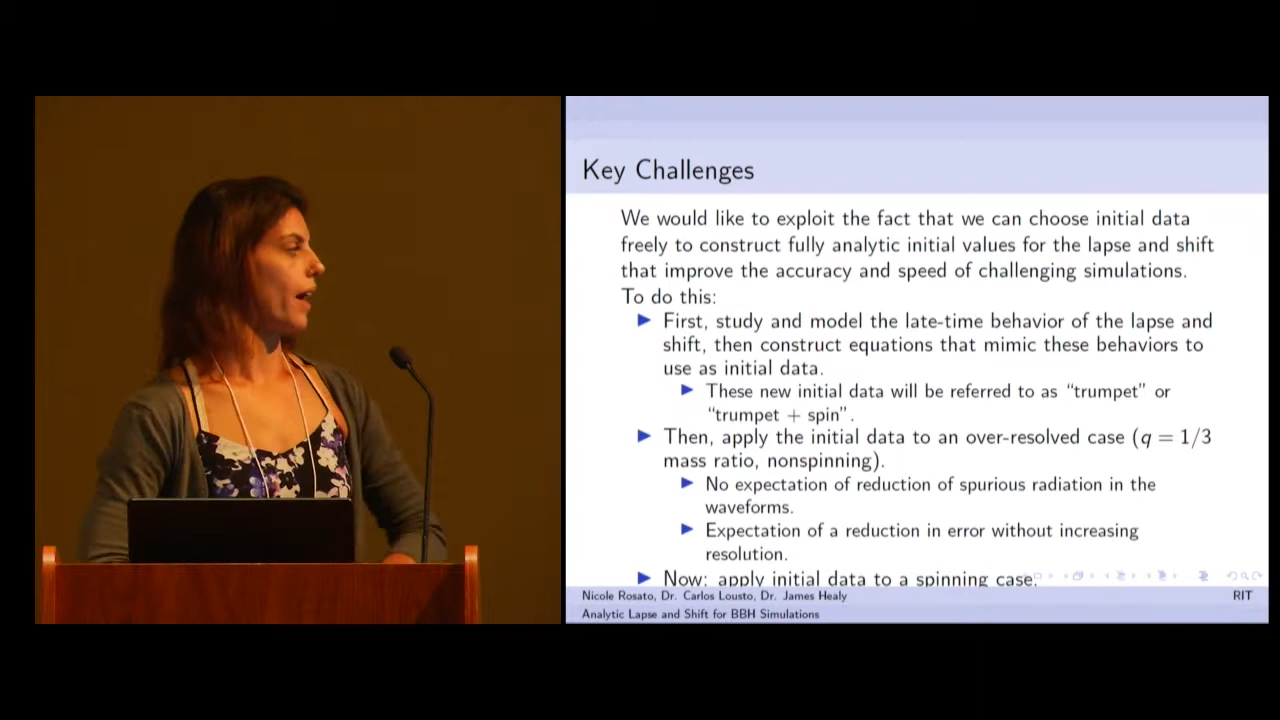 Key Challenges
We would like to exploit the fact that we can choose initial data
freely to construct fully analytic initial values for the lapse and shift
that improve the accuracy and speed of challenging simulations.
To do this:
First, study and model the late-time behavior of the lapse and
shift, then construct equations that mimic these behaviors to
use as initial data.
These new initial data will be referred to as “trumpet” or
“trumpet + spin”.
Then, apply the initial data to an over-resolved case (q = 1/3
mass ratio, nonspinning).
No expectation of reduction of spurious radiation in the
waveforms.
Expectation of a reduction in error without increasing
resolution.
Now: apply initial data to a spinning case.
Nicole Rosato, Dr. Carlos Lousto, Dr. James Healy
RIT
Analytic Lapse and Shift for BBH Simulations